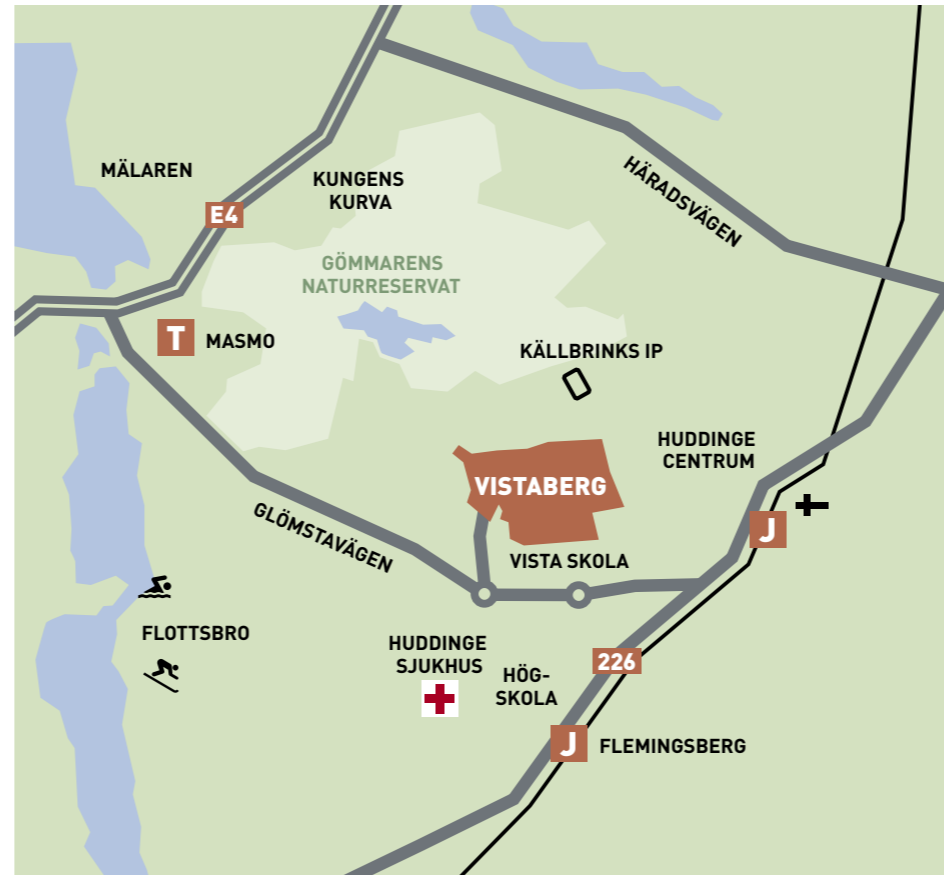 MÄLAREN
KUNGENS
KURVA
HÄRADSVÄGEN
E4
GÖMMARENS
NATURRESERVAT
T
MASMO
KÄLLBRINKS IP
HUDDINGE
CENTRUM
VISTABERG
GLÖMSTAVÄGEN
J
VISTA SKOLA
FLOTTSBRO
HUDDINGE
SJUKHUS
HÖG-
SKOLA
226
J
FLEMINGSBERG